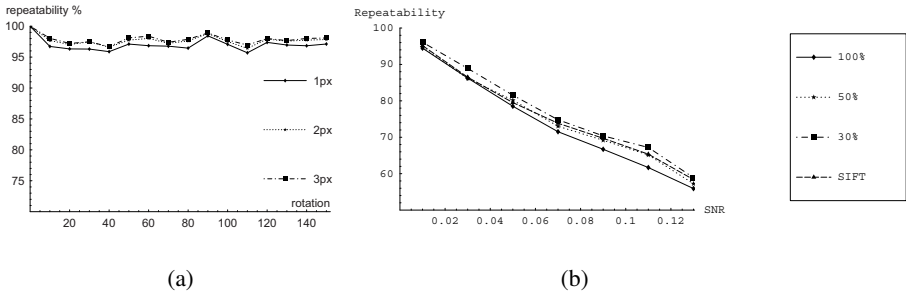 repeatability %
100
95
90
85
80
75
1px
2px
3px
rotation
20 40 60 80 100 120 140
(a)
Repeatability
100
90
80
70
60
SNR
0.02 0.04 0.06 0.08 0.1 0.12
(b)
100%
50%
30%
SIFT